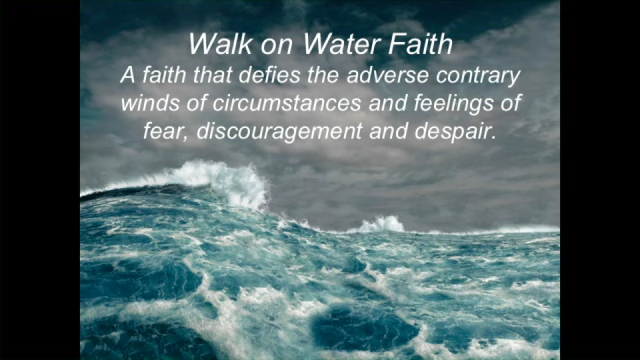 Walk on Water Faith
A faith that defies the adverse contrary
winds of circumstances and feelings of
fear, discouragement and despair.